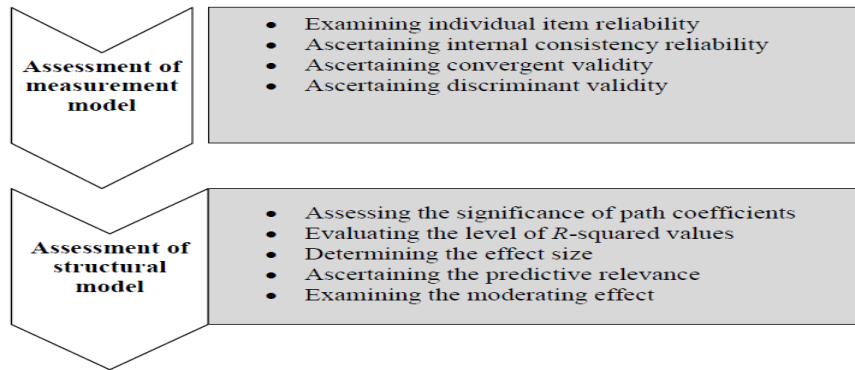 Assessment of
measurement
model
• Examining individual item reliability
• Ascertaining internal consistency reliability
• Ascertaining convergent validity
• Ascertaining discriminant validity
Assessment of
structural
model
• Assessing the significance of path coefficients
• Evaluating the level of R-squared values
• Determining the effect size
• Ascertaining the predictive relevance
• Examining the moderating effect